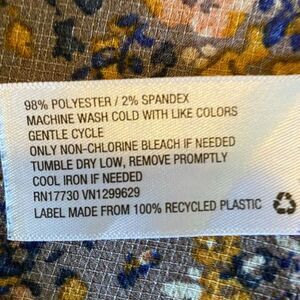 98% POLYESTER / 2% SPANDEX
MACHINE WASH COLD WITH LIKE COLORS
GENTLE CYCLE
ONLY NON-CHLORINE BLEACH IF NEEDED
TUMBLE DRY LOW, REMOVE PROMPTLY
COOL IRON IF NEEDED
RN17730 VN1299629
LABEL MADE FROM 100% RECYCLED PLASTIC